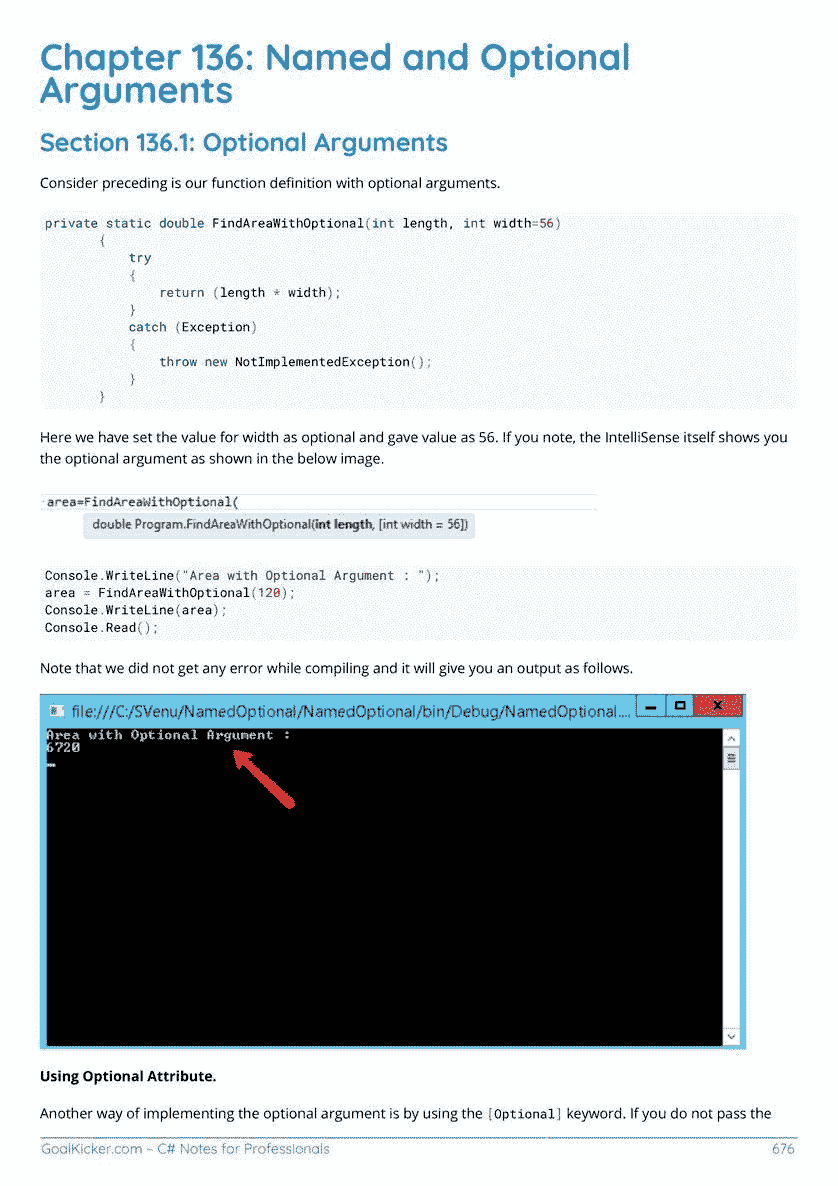 Chapter 136: Named and Optional
Arguments
Section 136.1: Optional Arguments
Consider preceding is our function definition with optional arguments.
private static double FindAreaWithOptional(int length, int width=56)
{
try
{
return (length * width);
}
catch (Exception)
{
throw new NotImplementedException();
}
}
Here we have set the value for width as optional and gave value as 56. If you note, the IntelliSense itself shows you
the optional argument as shown in the below image.
area=FindAreaWithOptional(
double Program.FindAreaWithOptional(int length, [int width = 56])
Console.WriteLine("Area with Optional Argument : ");
area = FindAreaWithOptional(120);
Console.WriteLine(area);
Console.Read();
Note that we did not get any error while compiling and it will give you an output as follows.
file:///C:/SVenu/NamedOptional/NamedOptional/bin/Debug/NamedOptional....
Area with Optional Argument :
6720
Using Optional Attribute.
Another way of implementing the optional argument is by using the [Optional] keyword. If you do not pass the
GoalKicker.com – C# Notes for Professionals 676